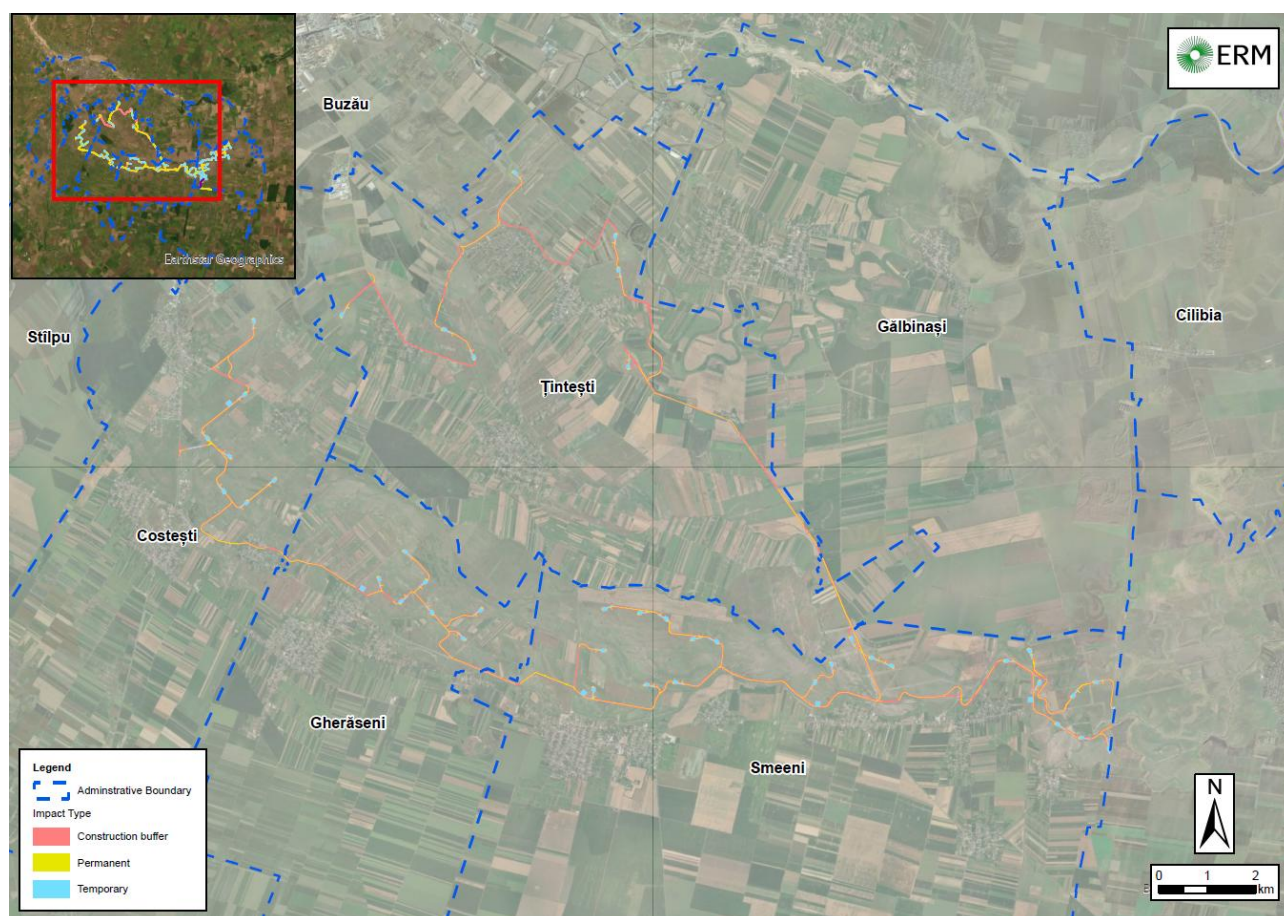 Earthstar Geographics
ERM
Buzău
Stîlpu
Gălbinași
Cilibia
Țintești
Costești
Gherăseni
Smeeni
Legend
Adminstrative Boundary
Impact Type
Construction buffer
Permanent
Temporary
N
0 1 2
km